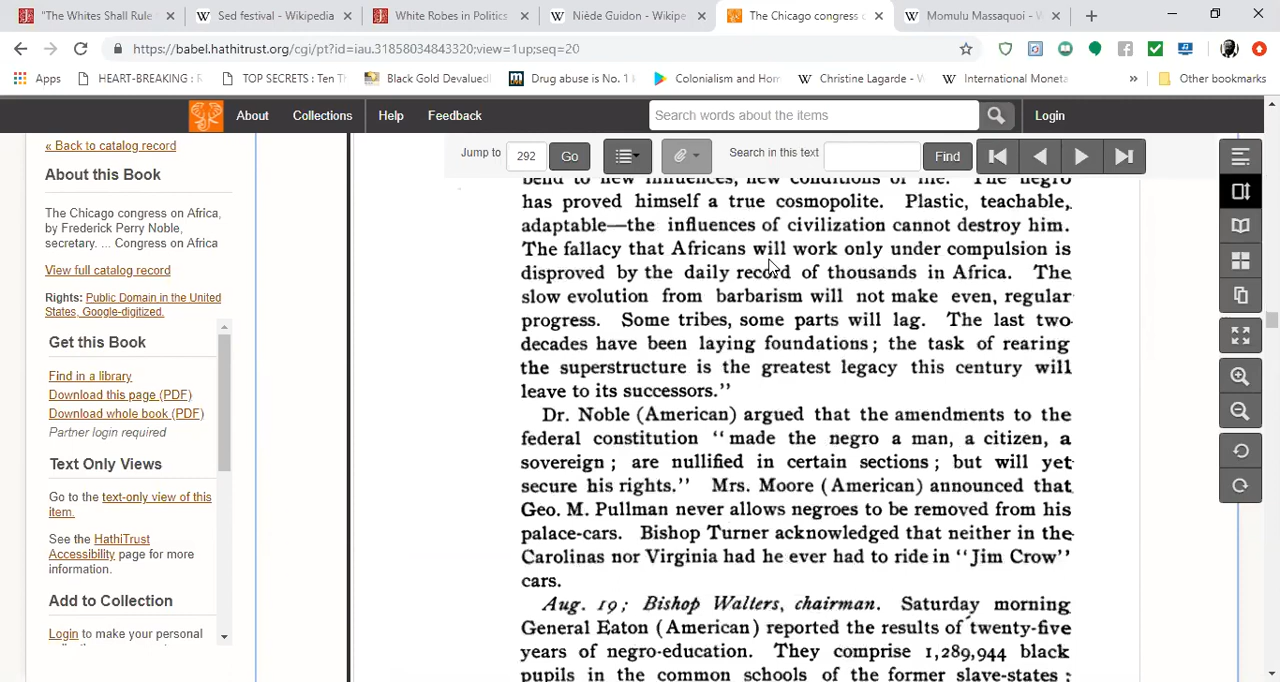 "The Whites Shall Rule
Sed festival - Wikipedia
White Robes in Politics
Niède Guidon - Wikipe
The Chicago congress o
Momulu Massaquoi - W
https://babel.hathitrust.org/cgi/pt?id=iau.31858034843320;view=1up;seq=20
Apps
HEART-BREAKING : R
TOP SECRETS : Ten Th
Black Gold Devalued
Drug abuse is No. 1
Colonialism and Hom
Christine Lagarde - W
International Moneta
»
Other bookmarks
About
Collections
Help
Feedback
Search words about the items
Login
Jump to
292
Go
Search in this text
Find
« Back to catalog record
About this Book
The Chicago congress on Africa,
by Frederick Perry Noble,
secretary. ... Congress on Africa
View full catalog record
Rights: Public Domain in the United
States, Google-digitized.
Get this Book
Find in a library
Download this page (PDF)
Download whole book (PDF)
Partner login required
Text Only Views
Go to the text-only view of this
item.
See the HathiTrust
Accessibility page for more
information.
Add to Collection
Login to make your personal
bend to new influences, new conditions of life. The negro
has proved himself a true cosmopolite. Plastic, teachable,
adaptable—the influences of civilization cannot destroy him.
The fallacy that Africans will work only under compulsion is
disproved by the daily record of thousands in Africa. The
slow evolution from barbarism will not make even, regular
progress. Some tribes, some parts will lag. The last two
decades have been laying foundations; the task of rearing
the superstructure is the greatest legacy this century will
leave to its successors."
Dr. Noble (American) argued that the amendments to the
federal constitution "made the negro a man, a citizen, a
sovereign; are nullified in certain sections; but will yet
secure his rights." Mrs. Moore (American) announced that
Geo. M. Pullman never allows negroes to be removed from his
palace-cars. Bishop Turner acknowledged that neither in the
Carolinas nor Virginia had he ever had to ride in "Jim Crow"
cars.
Aug. 19; Bishop Walters, chairman. Saturday morning
General Eaton (American) reported the results of twenty-five
years of negro-education. They comprise 1,289,944 black
pupils in the common schools of the former slave-states;